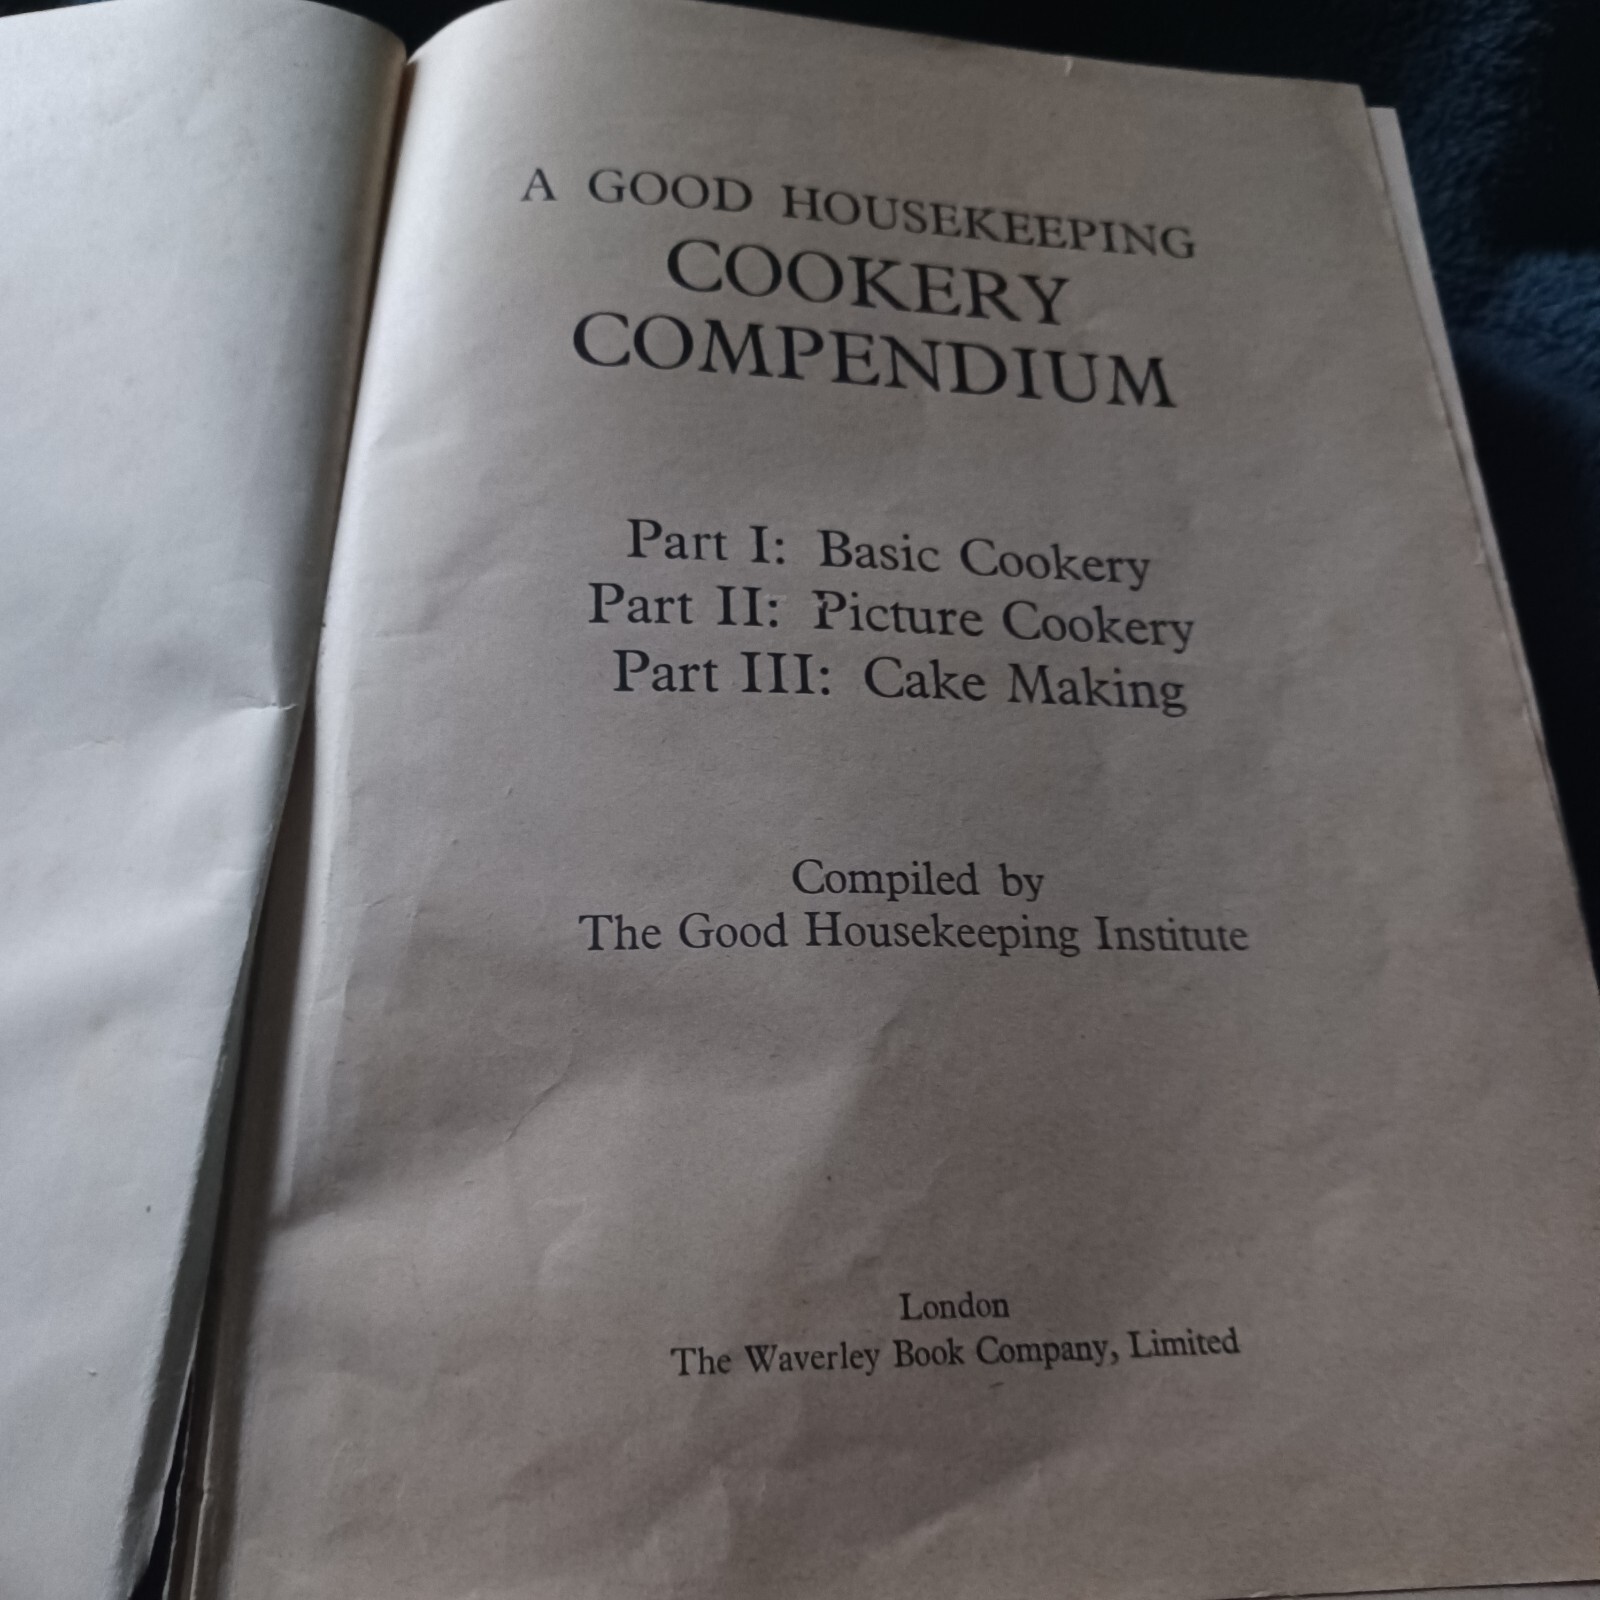 A GOOD HOUSEKEEPING
COOKERY
COMPENDIUM
Part I: Basic Cookery
Part II: Picture Cookery
Part III: Cake Making
Compiled by
The Good Housekeeping Institute
London
The Waverley Book Company, Limited